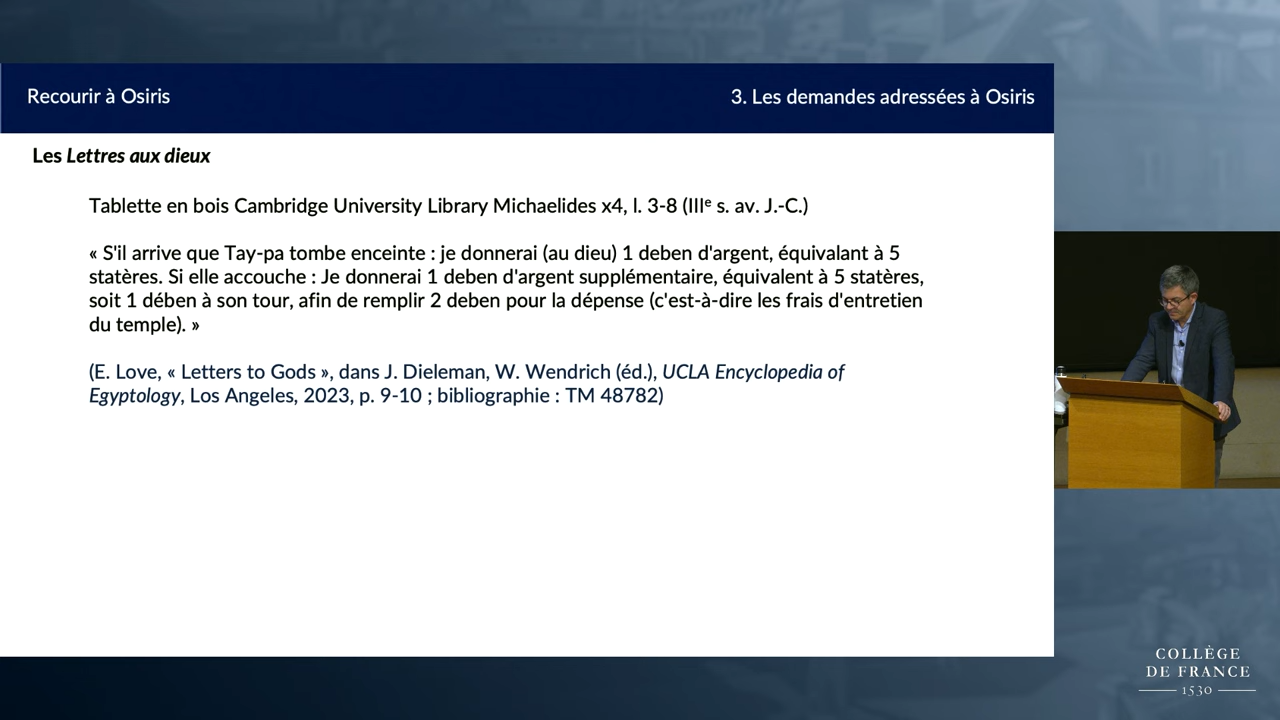 Recourir à Osiris
3. Les demandes adressées à Osiris
Les Lettres aux dieux
Tablette en bois Cambridge University Library Michaelides x4, l. 3-8 (IIIᵉ s. av. J.-C.)
« S'il arrive que Tay-pa tombe enceinte : je donnerai (au dieu) 1 deben d'argent, équivalant à 5
statères. Si elle accouche : Je donnerai 1 deben d'argent supplémentaire, équivalent à 5 statères,
soit 1 dében à son tour, afin de remplir 2 deben pour la dépense (c'est-à-dire les frais d'entretien
du temple). »
(E. Love, « Letters to Gods », dans J. Dieleman, W. Wendrich (éd.), UCLA Encyclopedia of
Egyptology, Los Angeles, 2023, p. 9-10 ; bibliographie : TM 48782)
COLLÈGE
DE FRANCE
1530